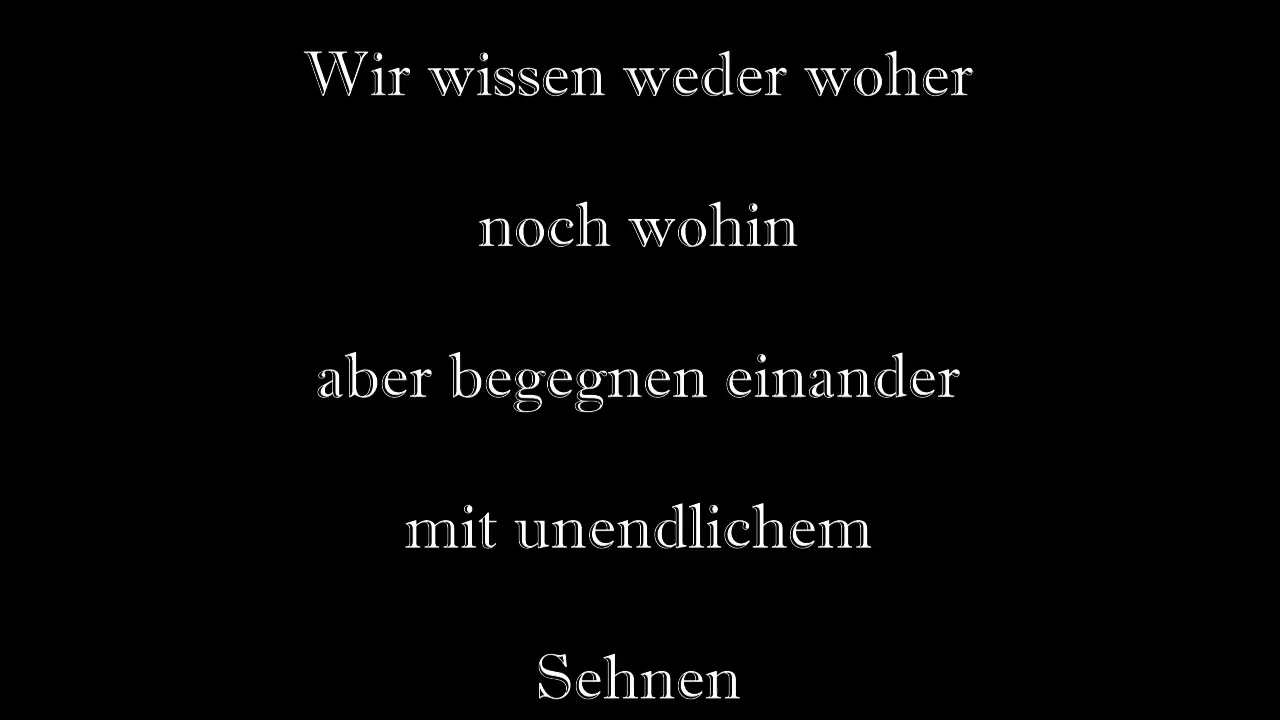 Wir wissen weder woher
noch wohin
aber begegnen einander
mit unendlichem
Sehnen